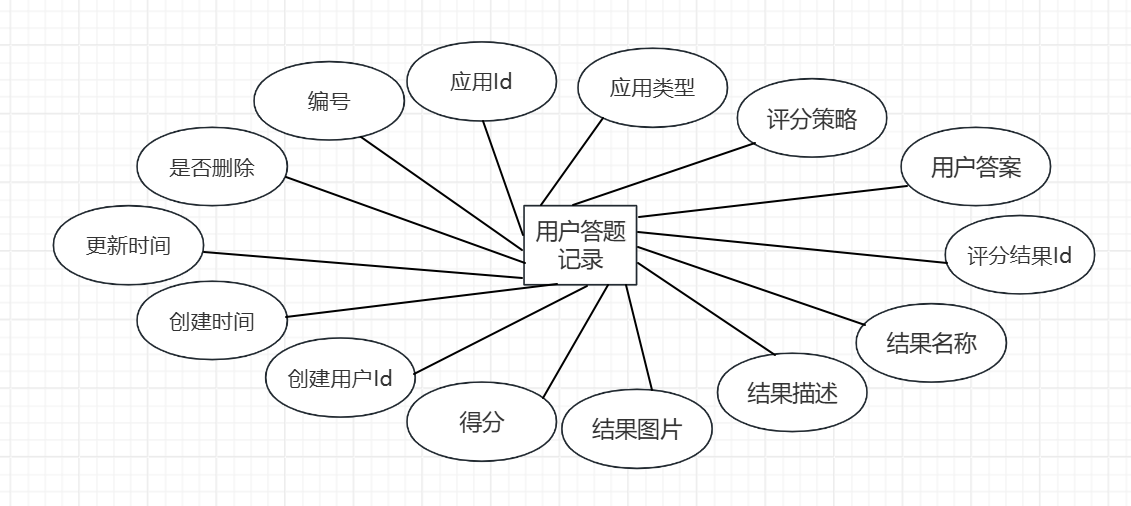 应用Id
应用类型
编号
评分策略
是否删除
用户答案
用户答题
记录
更新时间
评分结果Id
创建时间
结果名称
创建用户Id
结果描述
得分
结果图片